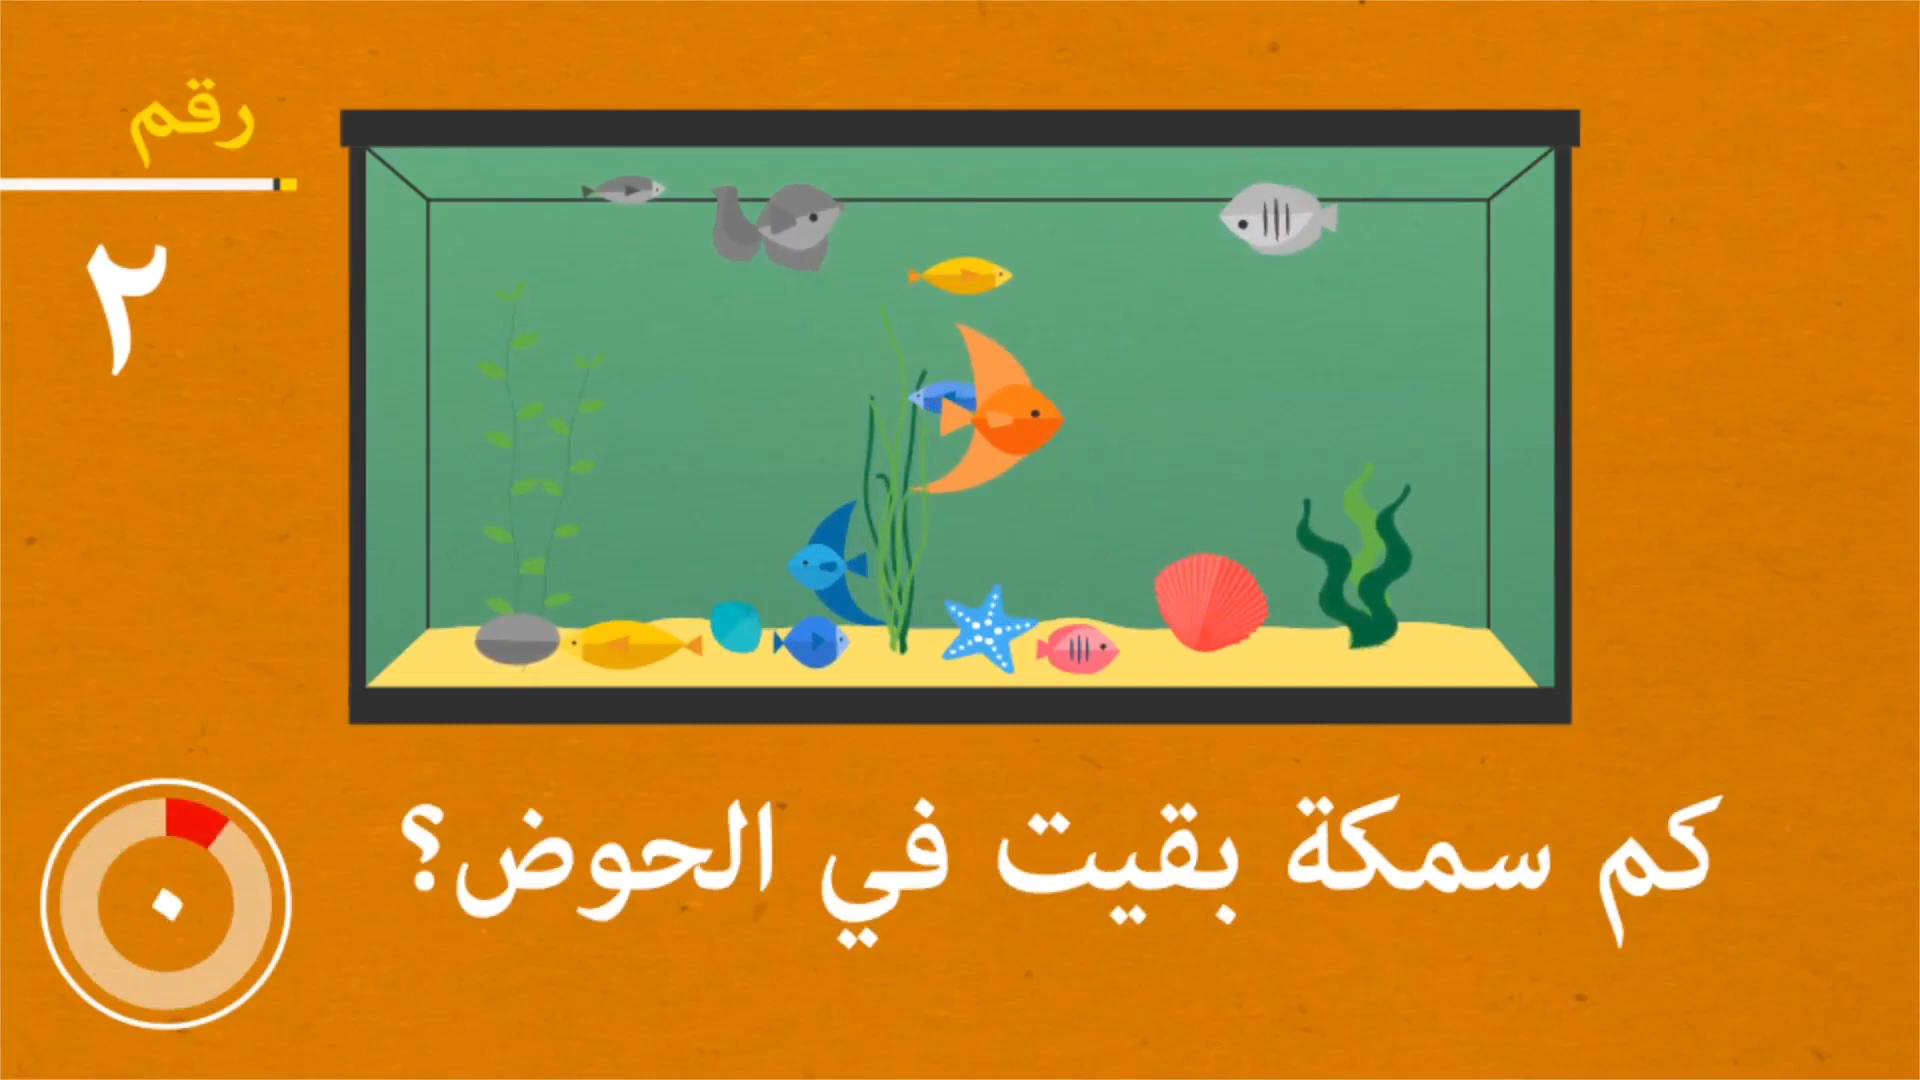 رقم
٢
كم سمكة بقيت في الحوض؟
٠